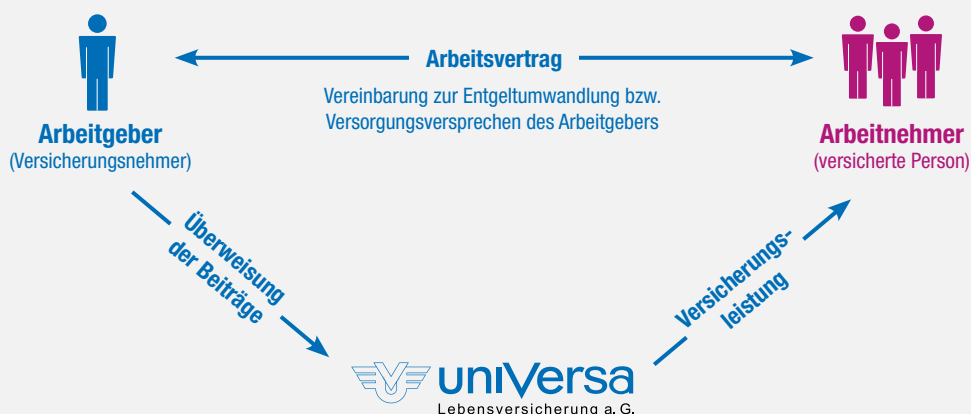 Arbeitsvertrag
Vereinbarung zur Entgeltumwandlung bzw.
Versorgungsversprechen des Arbeitgebers
Arbeitgeber
(Versicherungsnehmer)
Arbeitnehmer
(versicherte Person)
Überweisung
der Beiträge
Versicherungs-
leistung
uniVersa
Lebensversicherung a. G.